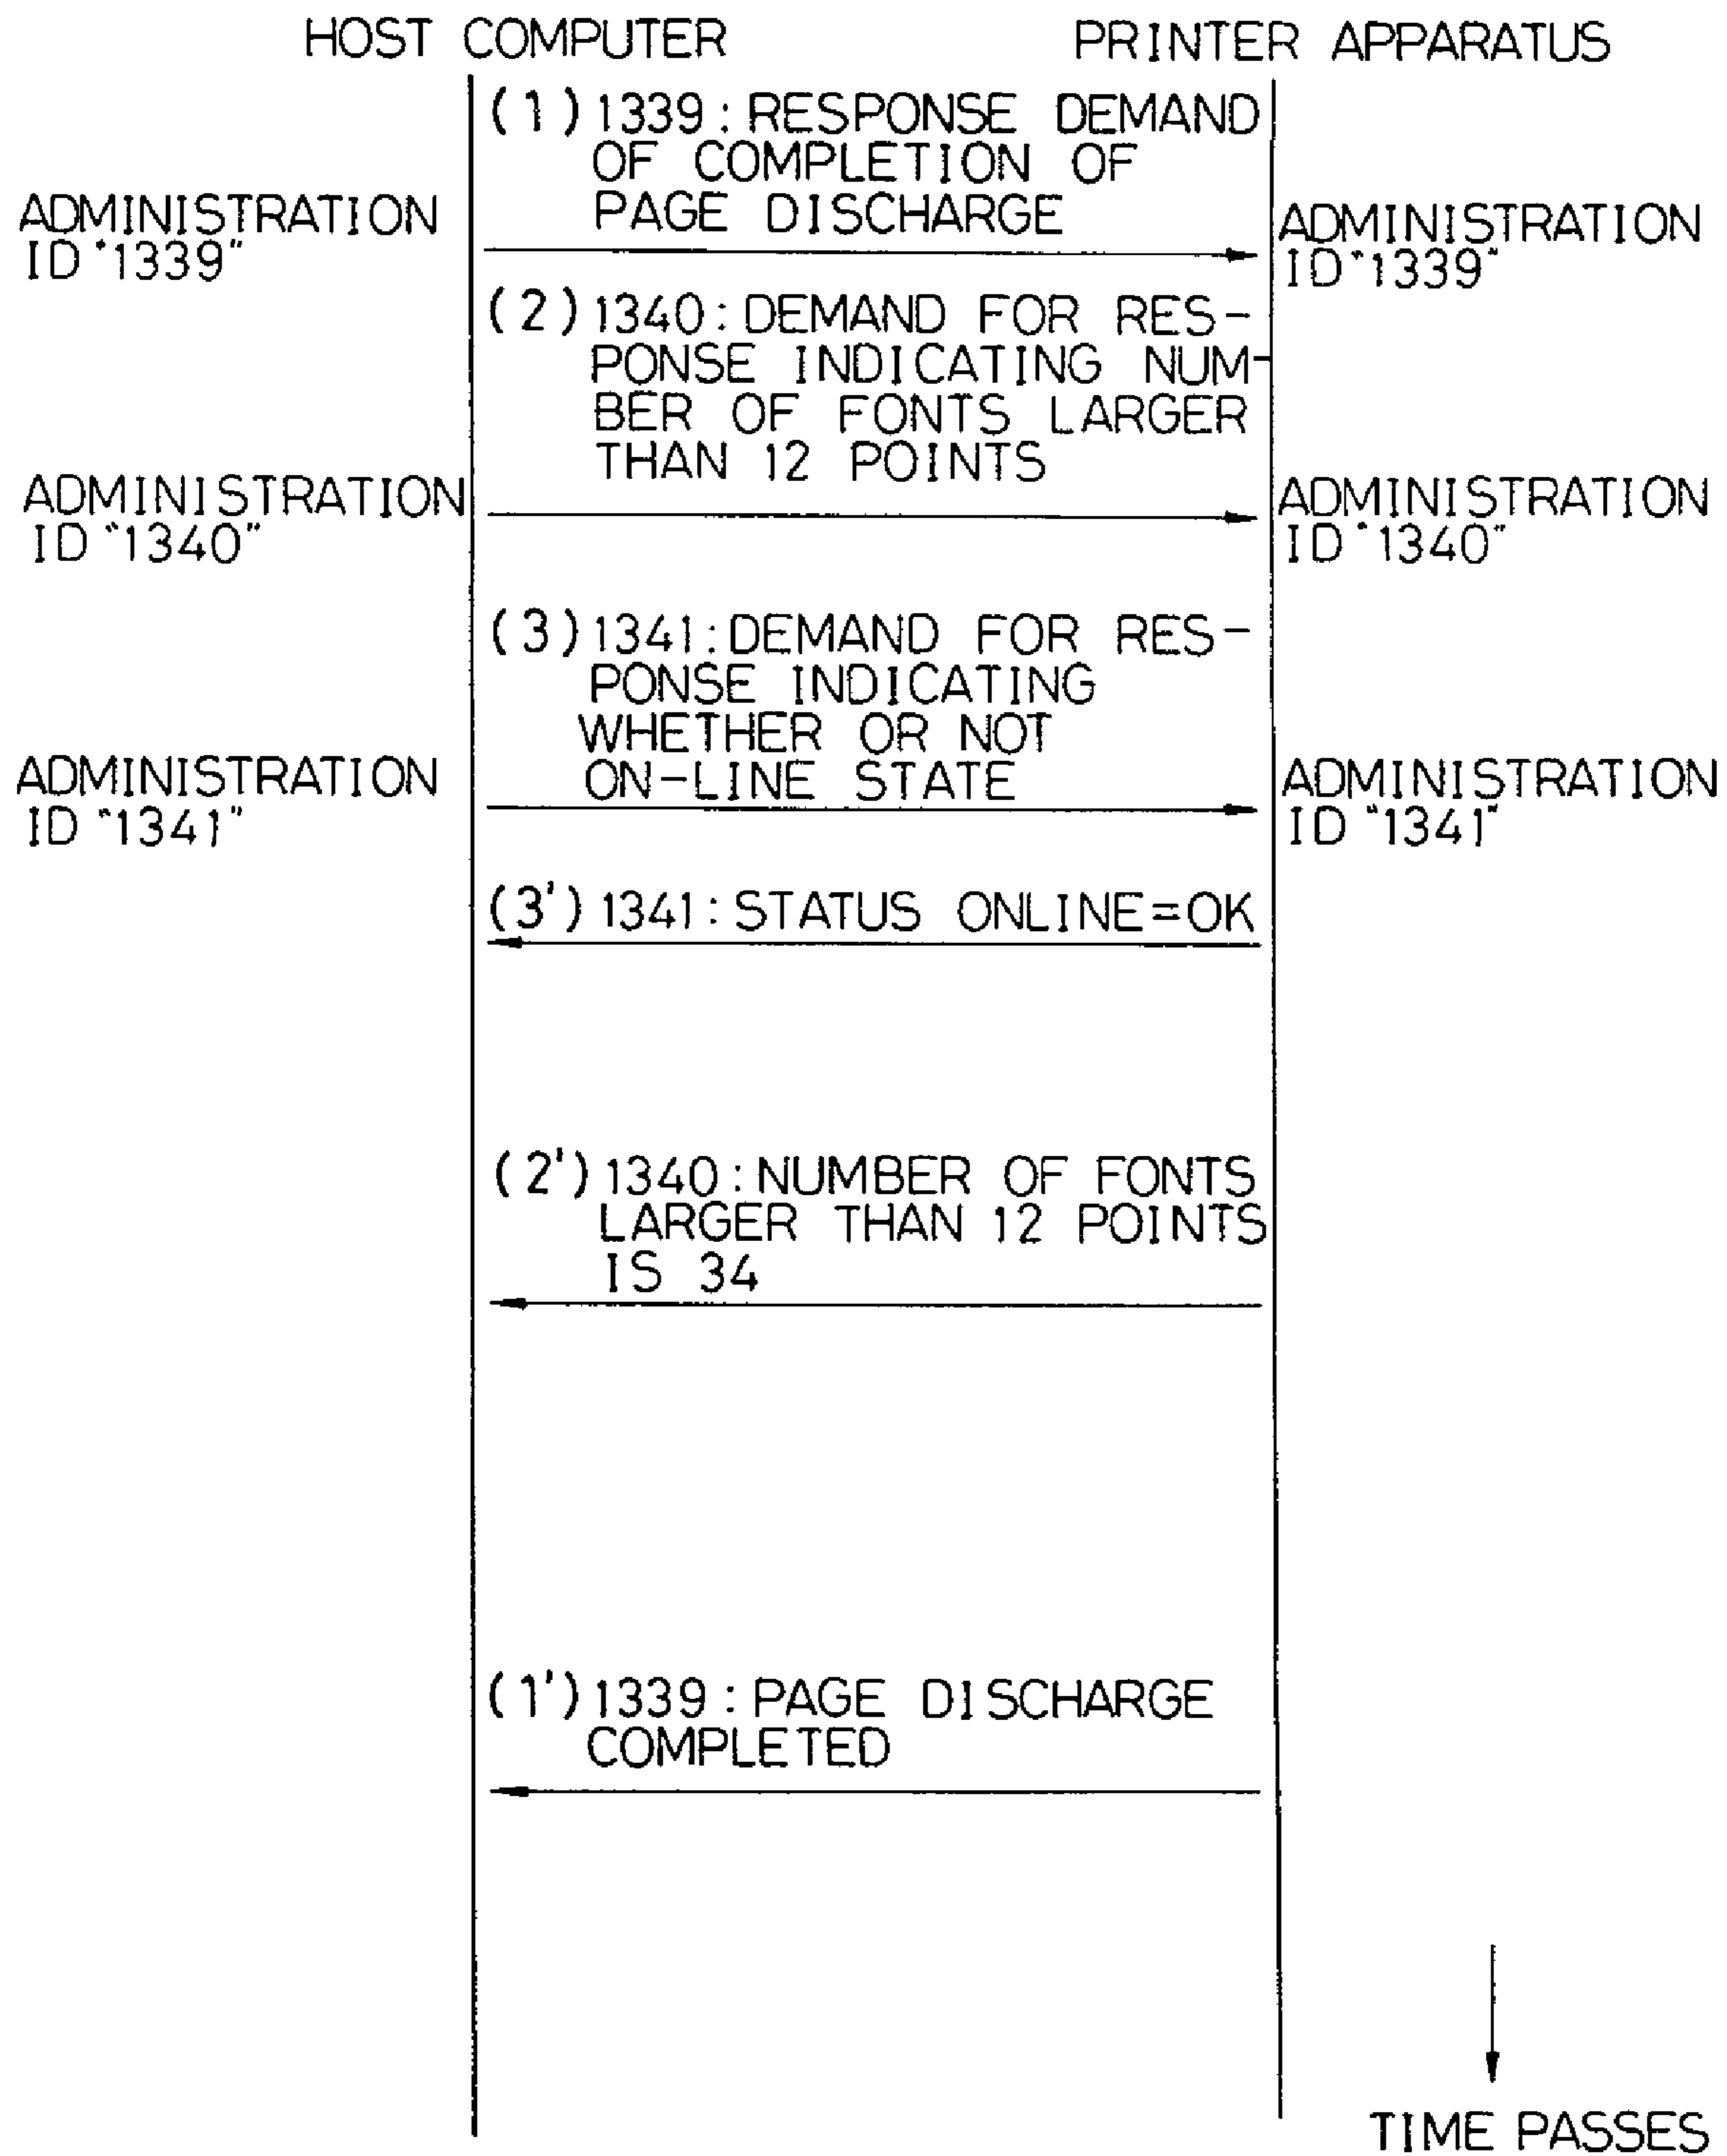 HOST COMPUTER
PRINTER APPARATUS
(1) 1339 : RESPONSE DEMAND
OF COMPLETION OF
PAGE DISCHARGE
ADMINISTRATION
ID "1339"
ADMINISTRATION
ID "1339"
(2) 1340 : DEMAND FOR RES-
PONSE INDICATING NUM-
BER OF FONTS LARGER
THAN 12 POINTS
ADMINISTRATION
ID "1340"
ADMINISTRATION
ID "1340"
(3) 1341 : DEMAND FOR RES-
PONSE INDICATING
WHETHER OR NOT
ON-LINE STATE
ADMINISTRATION
ID "1341"
ADMINISTRATION
ID "1341"
(3') 1341 : STATUS ONLINE=OK
(2') 1340 : NUMBER OF FONTS
LARGER THAN 12 POINTS
IS 34
(1') 1339 : PAGE DISCHARGE
COMPLETED
TIME PASSES